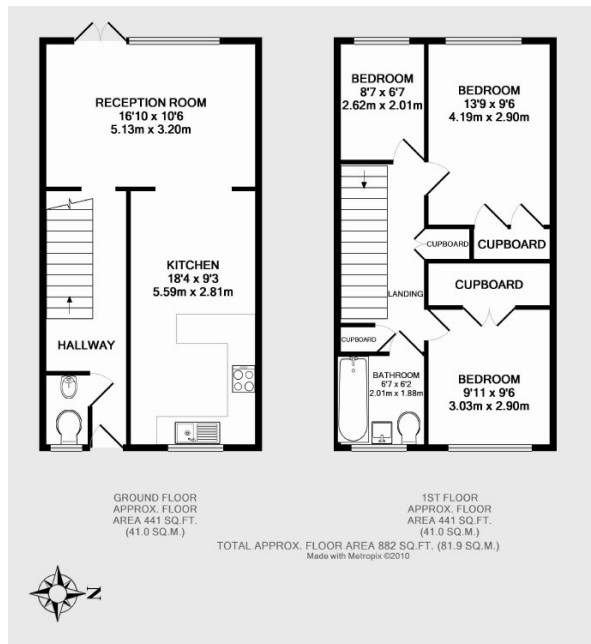 RECEPTION ROOM
16'10 x 10'6
5.13m x 3.20m
KITCHEN
18'4 x 9'3
5.59m x 2.81m
HALLWAY
GROUND FLOOR
APPROX. FLOOR
AREA 441 SQ.FT.
(41.0 SQ.M.)
BEDROOM
8'7 x 6'7
2.62m x 2.01m
BEDROOM
13'9 x 9'6
4.19m x 2.90m
CUPBOARD
CUPBOARD
CUPBOARD
LANDING
CUPBOARD
BATHROOM
6'7 x 6'2
2.01m x 1.88m
BEDROOM
9'11 x 9'6
3.03m x 2.90m
1ST FLOOR
APPROX. FLOOR
AREA 441 SQ.FT.
(41.0 SQ.M.)
TOTAL APPROX. FLOOR AREA 882 SQ.FT. (81.9 SQ.M.)
Made with Metropix ©2010
N